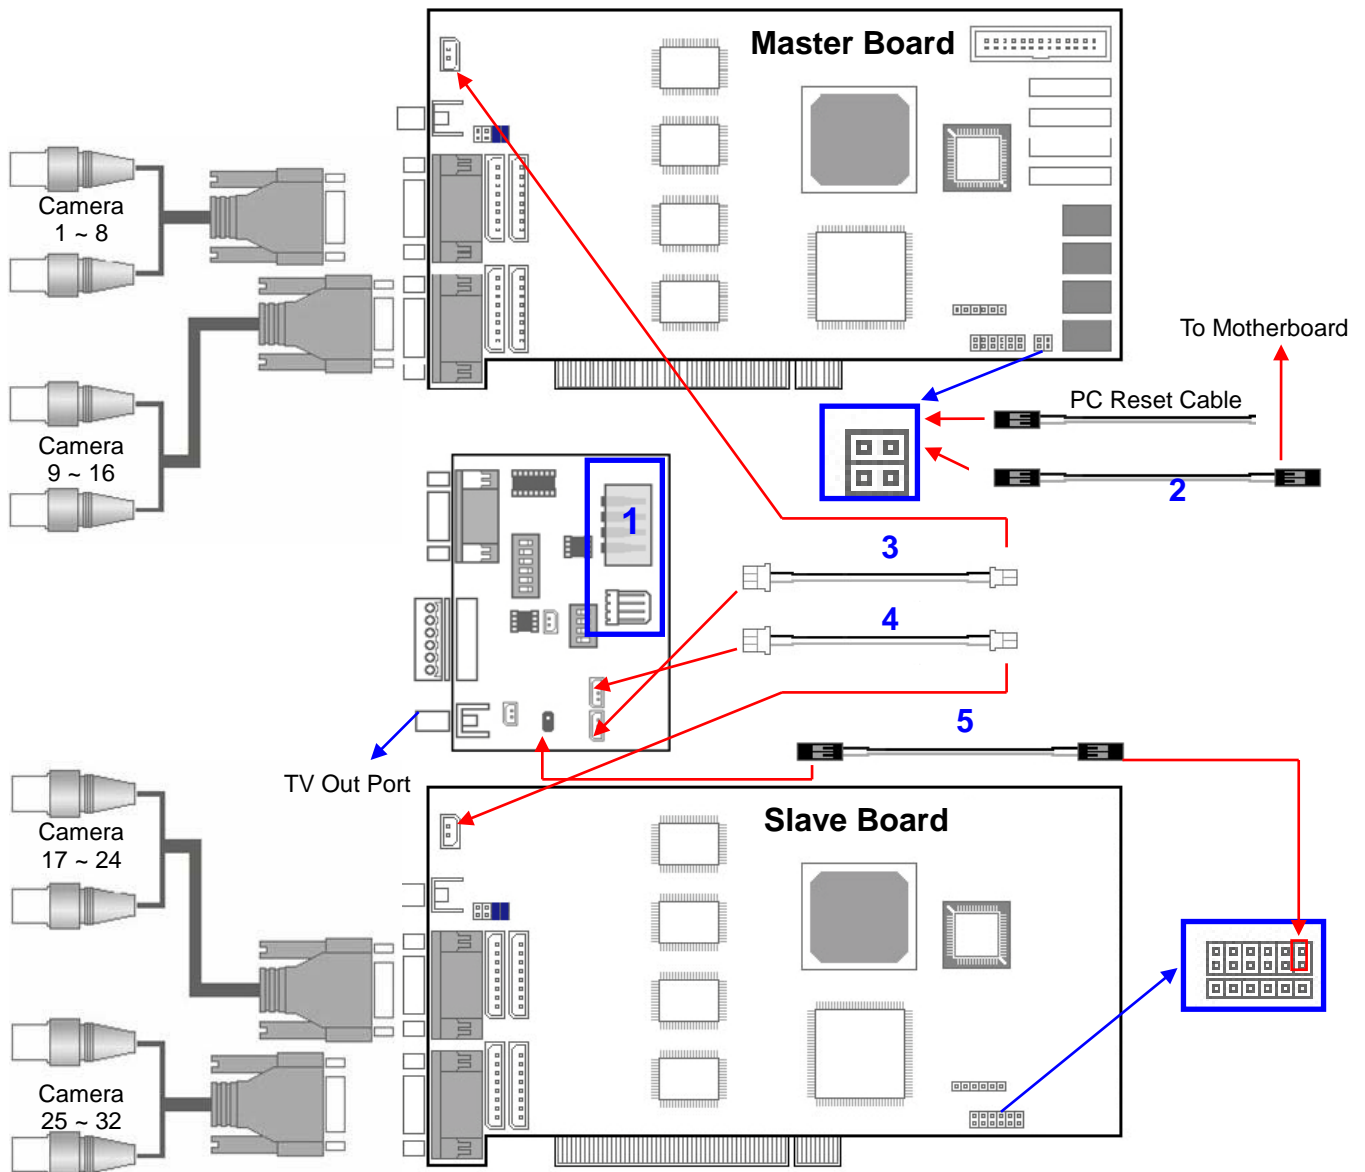 Master Board
Camera
1 ~ 8
To Motherboard
PC Reset Cable
Camera
9 ~ 16
2
1
3
4
5
TV Out Port
Slave Board
Camera
17 ~ 24
Camera
25 ~ 32